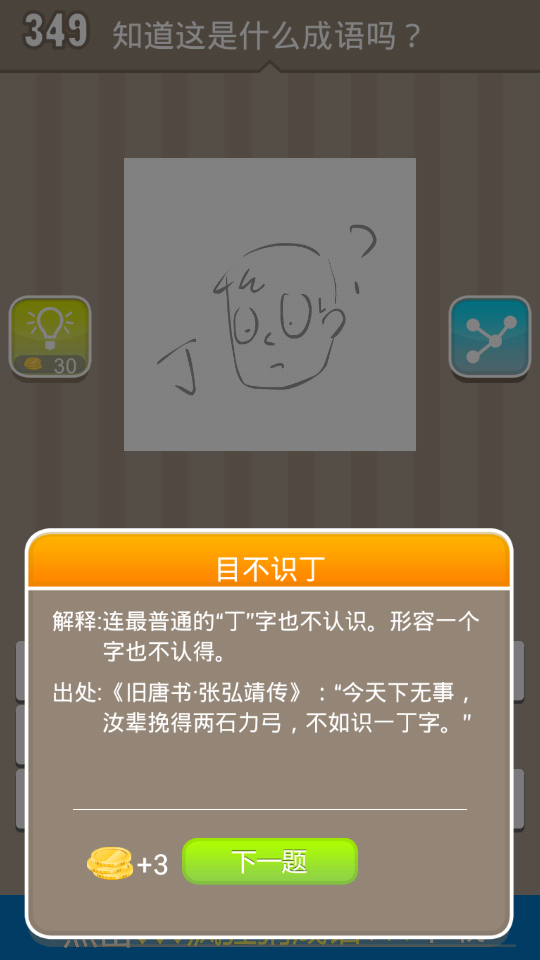 349 知道这是什么成语吗？
？
丁
30
目不识丁
解释:连最普通的“丁”字也不认识。形容一个
字也不认得。
出处:《旧唐书·张弘靖传》：“今天下无事，
汝辈挽得两石力弓，不如识一丁字。”
+3 下一题